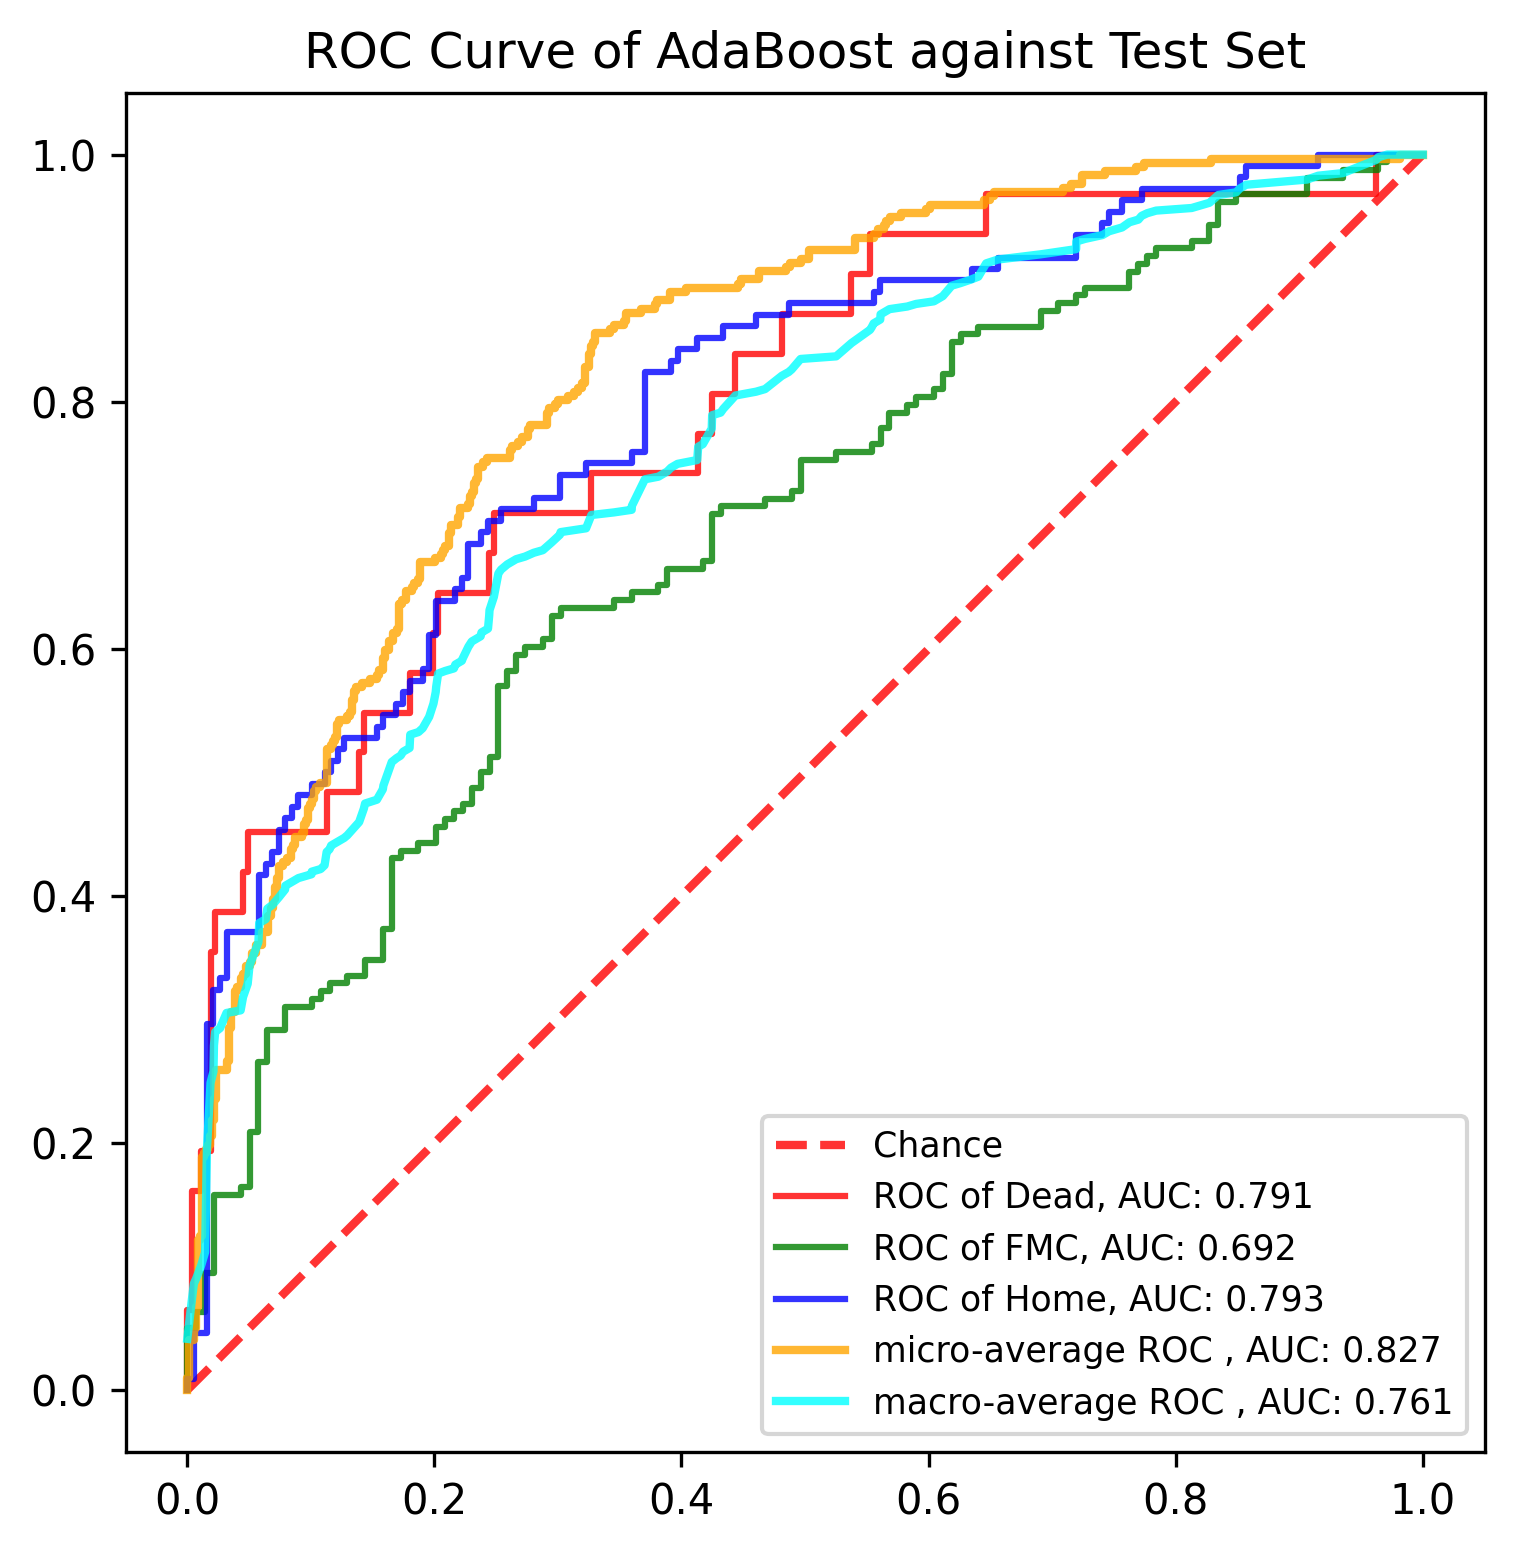 ROC Curve of AdaBoost against Test Set
1.0
0.8
0.6
0.4
0.2
0.0
Chance
ROC of Dead, AUC: 0.791
ROC of FMC, AUC: 0.692
ROC of Home, AUC: 0.793
micro-average ROC , AUC: 0.827
macro-average ROC , AUC: 0.761
0.0 0.2 0.4 0.6 0.8 1.0